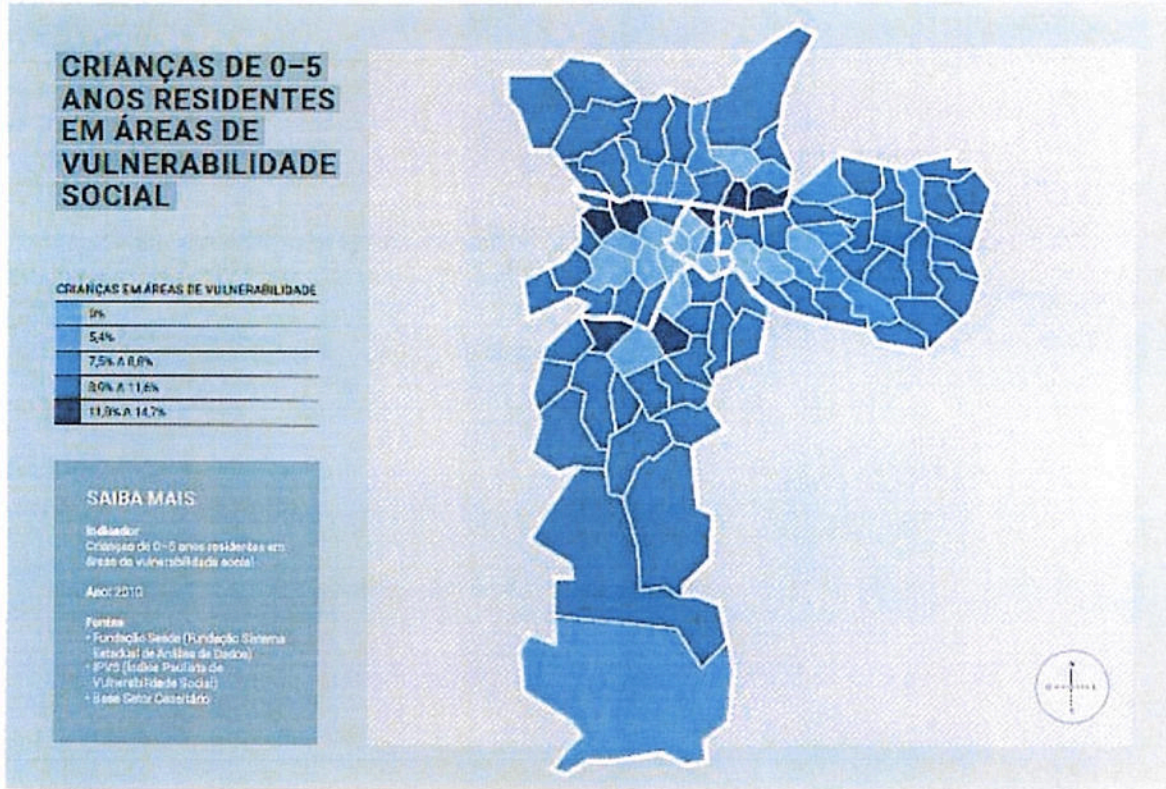 CRIANÇAS DE 0–5
ANOS RESIDENTES
EM ÁREAS DE
VULNERABILIDADE
SOCIAL
CRIANÇAS EM ÁREAS DE VULNERABILIDADE
0%
5,4%
7,5% A 8,8%
8,9% A 11,6%
11,8% A 14,7%
SAIBA MAIS
Indicador
Crianças de 0–5 anos residentes em
áreas de vulnerabilidade social
Ano: 2010
Fontes
• Fundação Seade (Fundação Sistema
Estadual de Análise de Dados)
• IPVS (Índice Paulista de
Vulnerabilidade Social)
• Base Setor Censitário